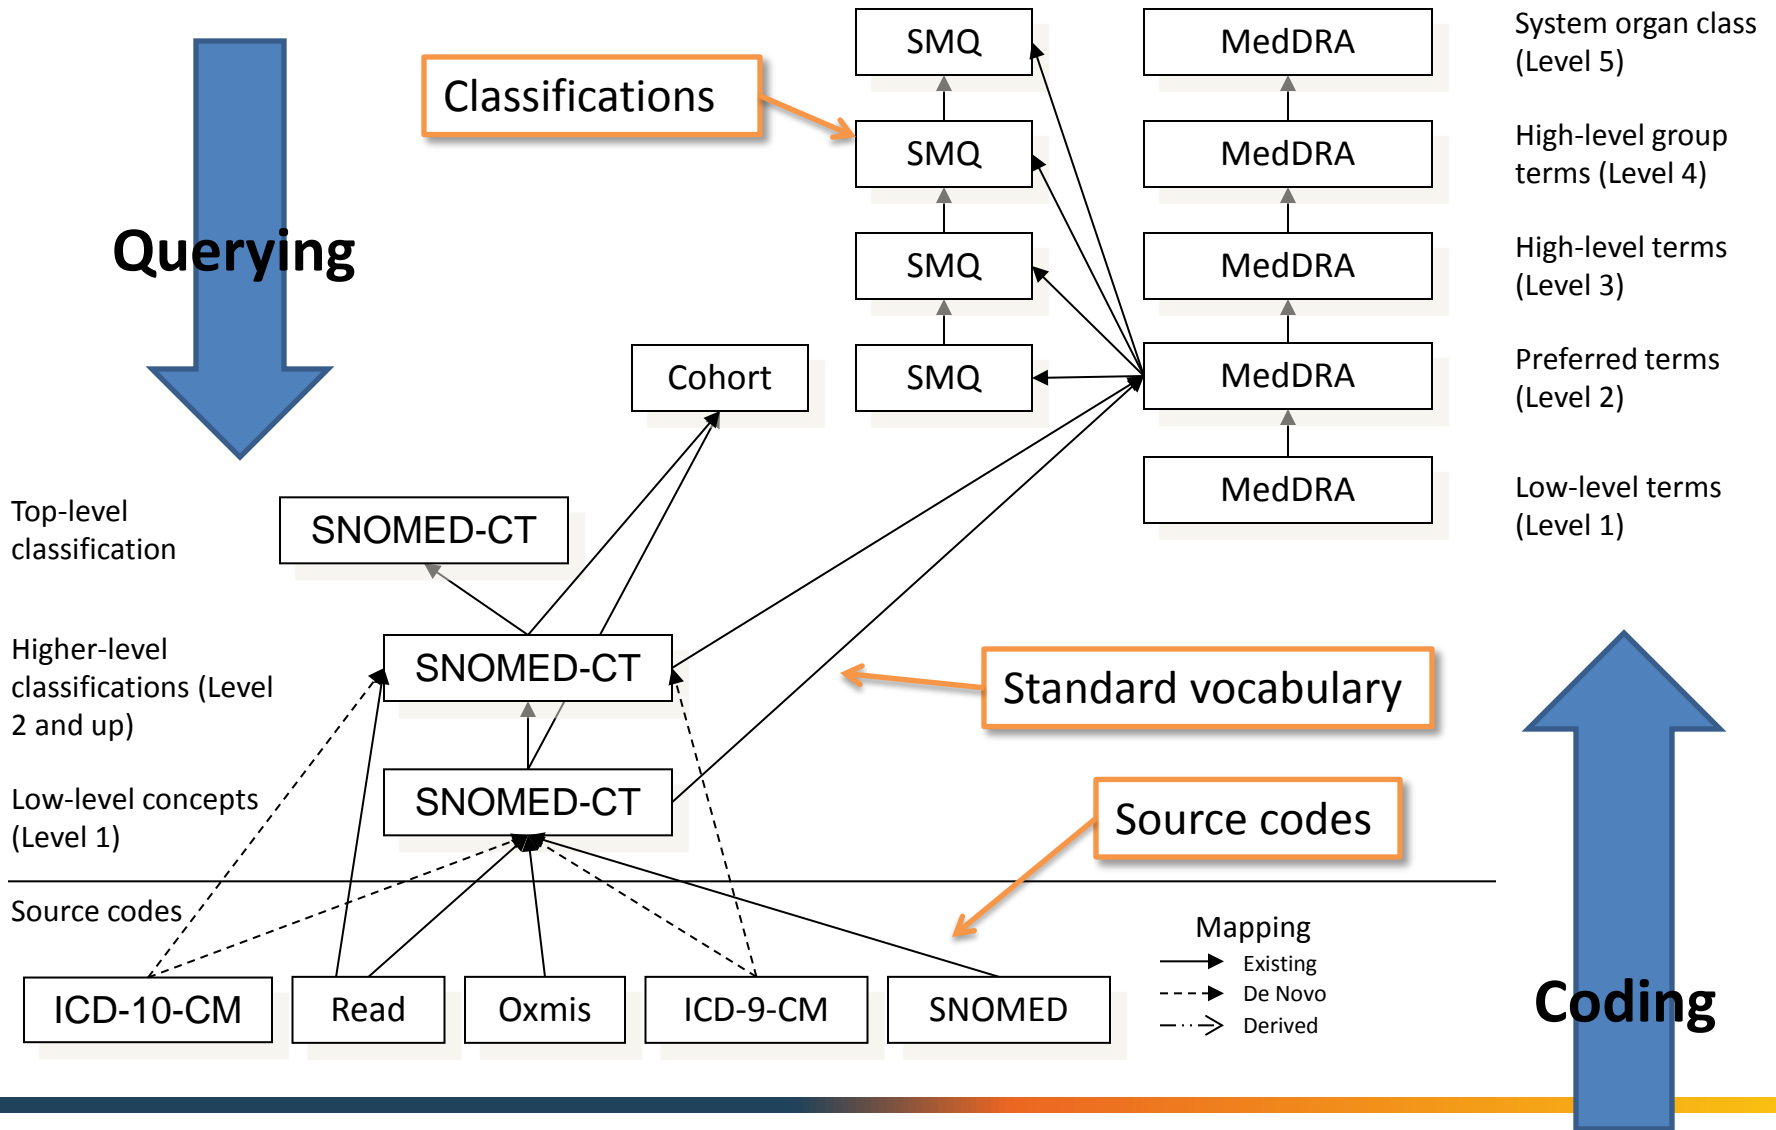 SMQ
MedDRA
System organ class
(Level 5)
Classifications
SMQ
MedDRA
High-level group
terms (Level 4)
Querying
SMQ
MedDRA
High-level terms
(Level 3)
Cohort
SMQ
MedDRA
Preferred terms
(Level 2)
MedDRA
Low-level terms
(Level 1)
Top-level
classification
SNOMED-CT
Higher-level
classifications (Level
2 and up)
SNOMED-CT
Standard vocabulary
Low-level concepts
(Level 1)
SNOMED-CT
Source codes
Source codes
Mapping
Existing
De Novo
Derived
ICD-10-CM
Read
Oxmis
ICD-9-CM
SNOMED
Coding